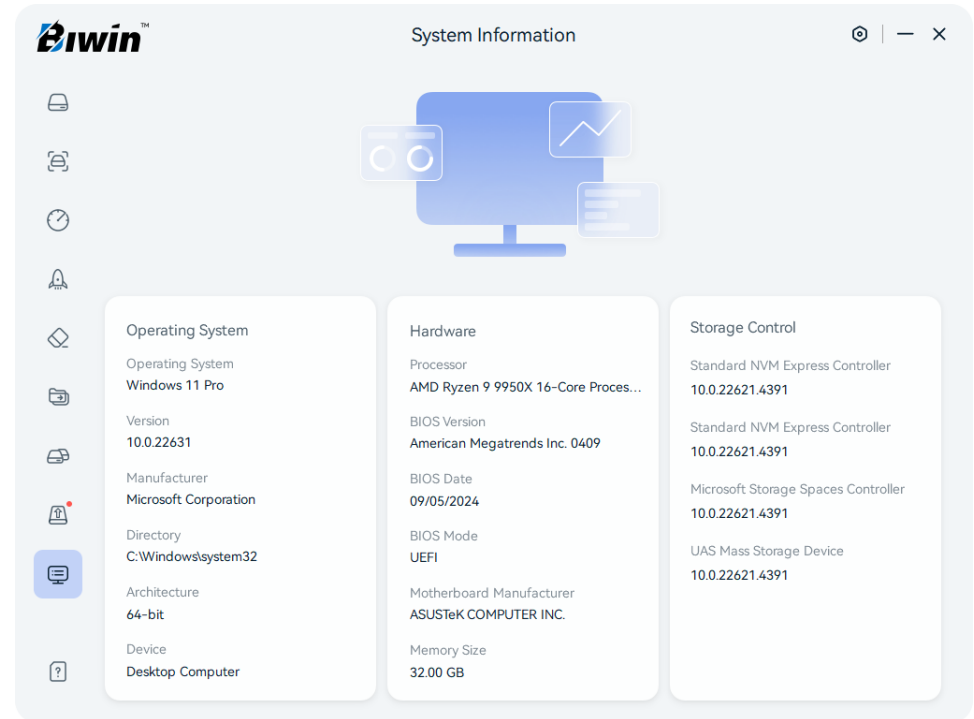 Biwin™
System Information
Operating System
Operating System
Windows 11 Pro
Version
10.0.22631
Manufacturer
Microsoft Corporation
Directory
C:\Windows\system32
Architecture
64-bit
Device
Desktop Computer
Hardware
Processor
AMD Ryzen 9 9950X 16-Core Proces...
BIOS Version
American Megatrends Inc. 0409
BIOS Date
09/05/2024
BIOS Mode
UEFI
Motherboard Manufacturer
ASUSTeK COMPUTER INC.
Memory Size
32.00 GB
Storage Control
Standard NVM Express Controller
10.0.22621.4391
Standard NVM Express Controller
10.0.22621.4391
Microsoft Storage Spaces Controller
10.0.22621.4391
UAS Mass Storage Device
10.0.22621.4391
?